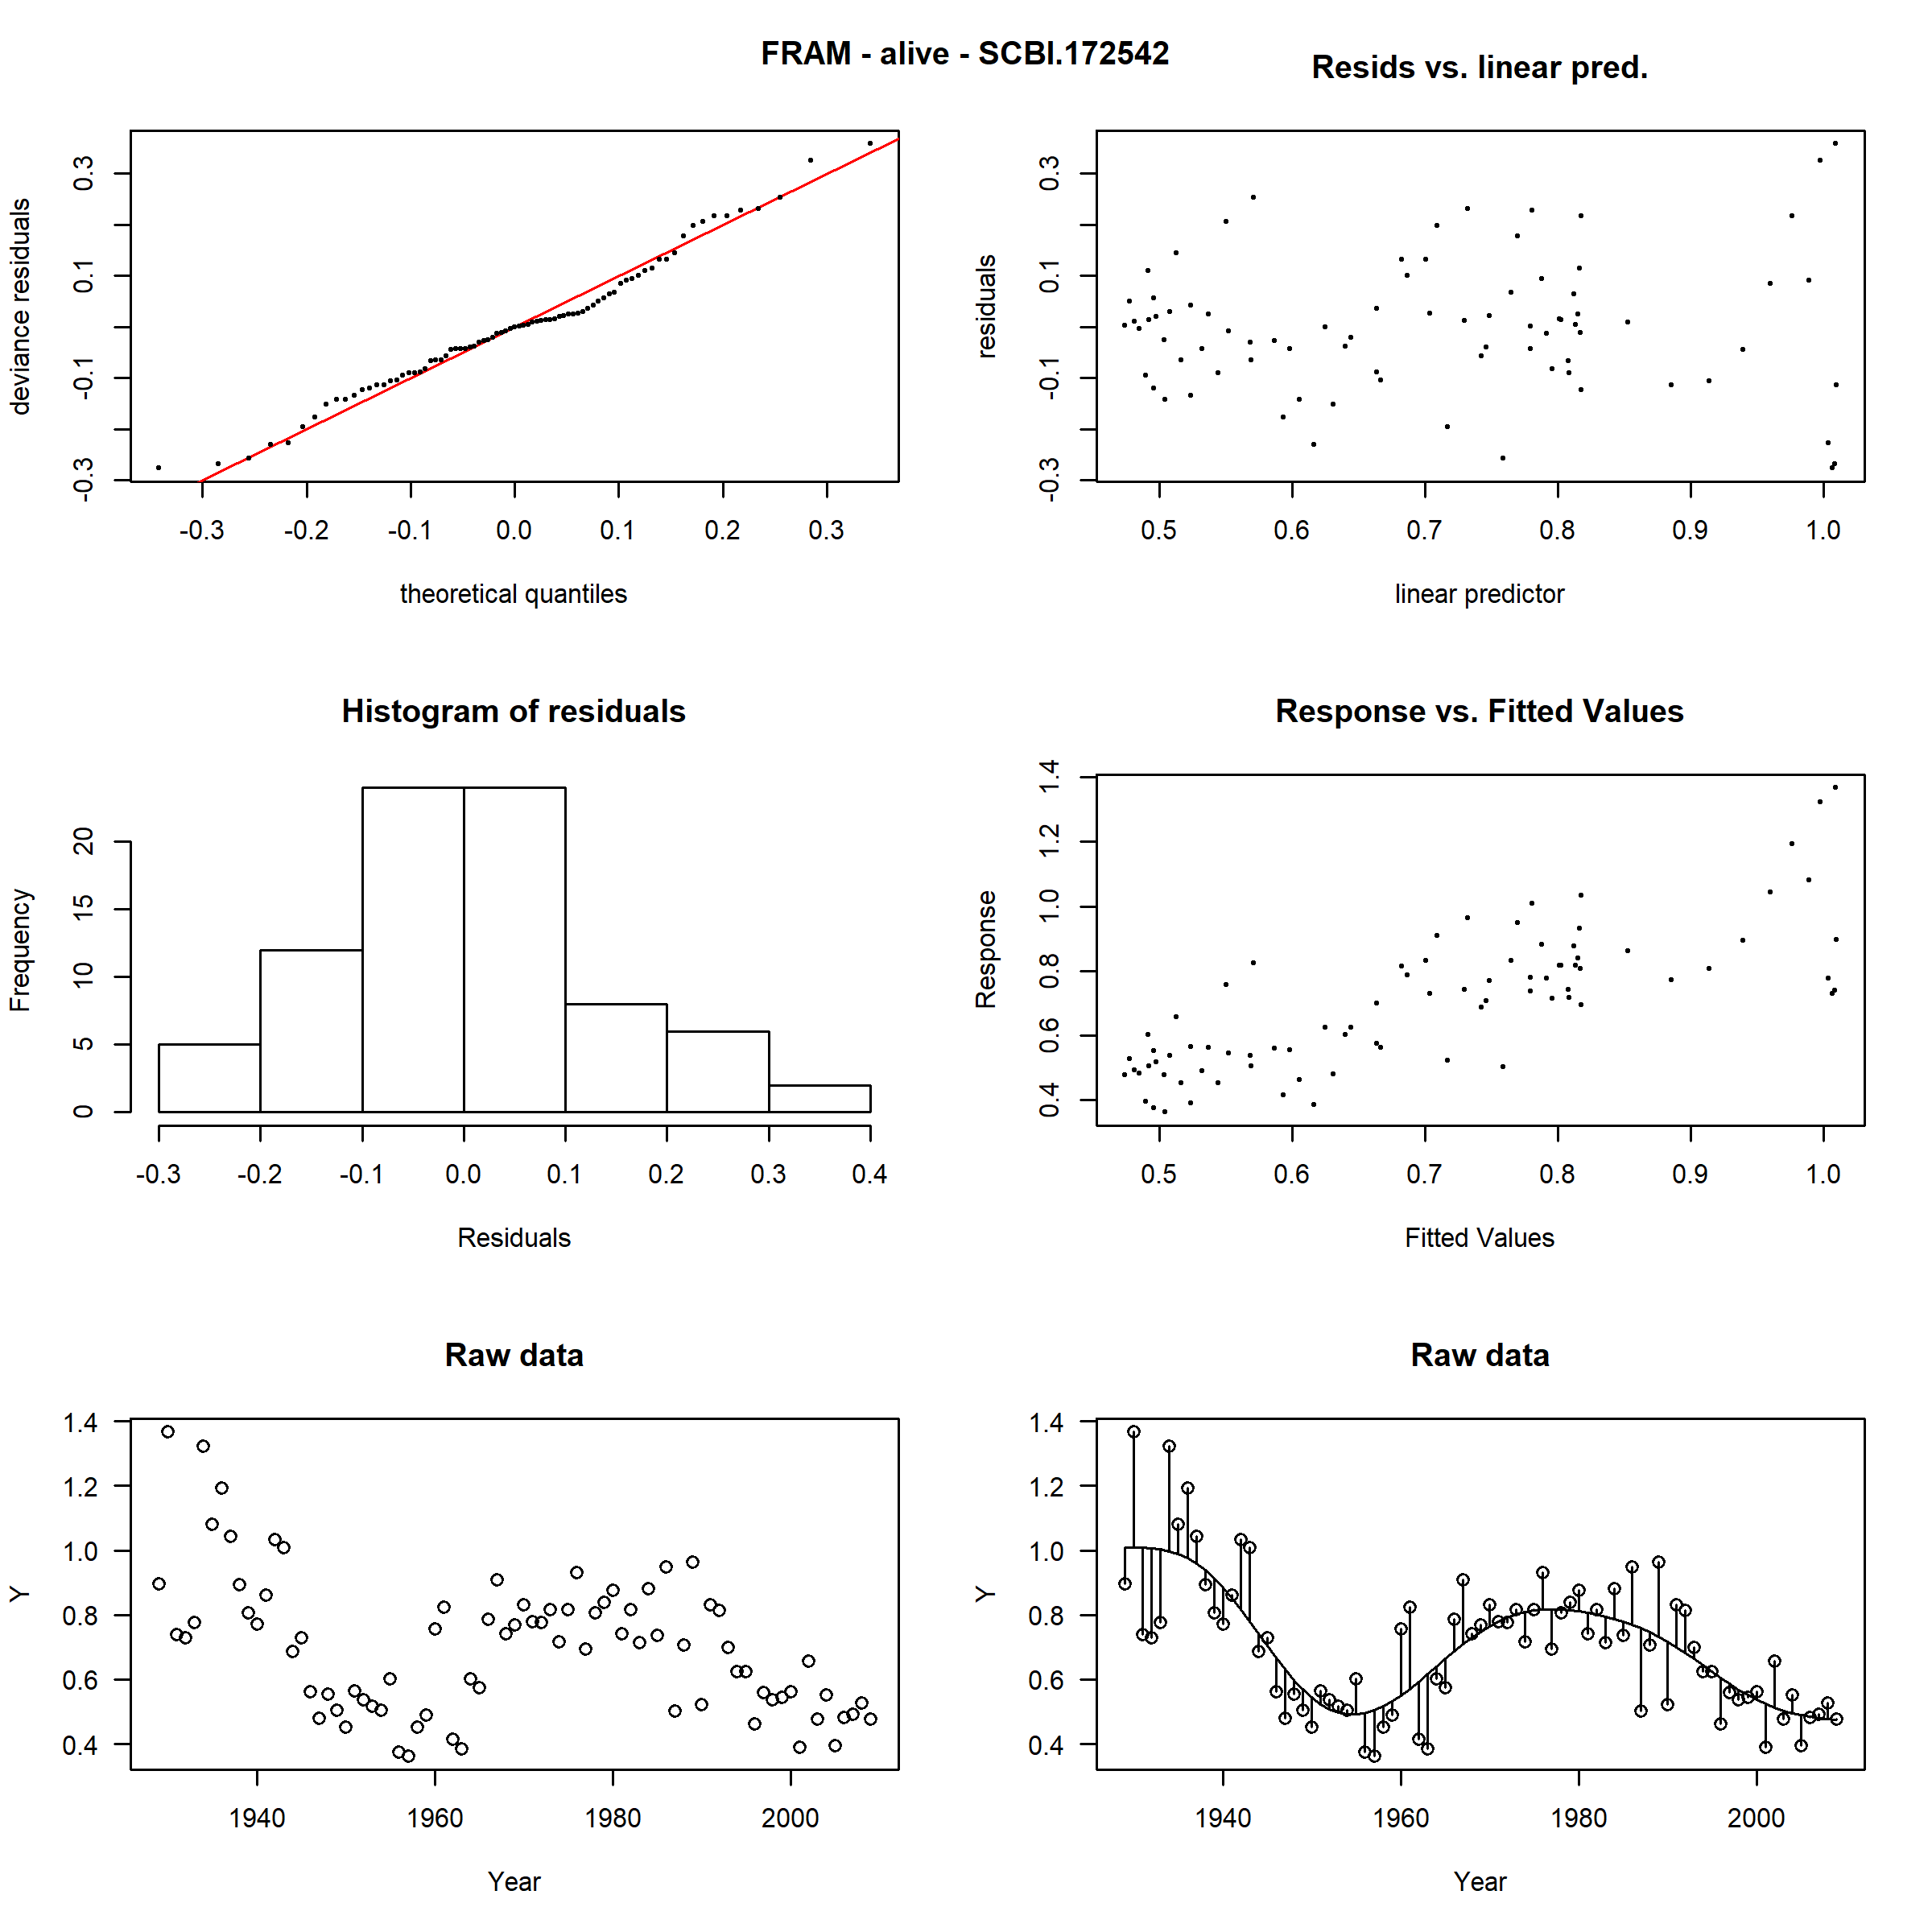 FRAM - alive - SCBI.172542
Resids vs. linear pred.
deviance residuals
-0.3 -0.1 0.1 0.3
-0.3 -0.2 -0.1 0.0 0.1 0.2 0.3
theoretical quantiles
residuals
-0.3 -0.1 0.1 0.3
0.5 0.6 0.7 0.8 0.9 1.0
linear predictor
Histogram of residuals
Frequency
0 5 10 15 20
-0.3 -0.2 -0.1 0.0 0.1 0.2 0.3 0.4
Residuals
Response vs. Fitted Values
Response
0.4 0.6 0.8 1.0 1.2 1.4
0.5 0.6 0.7 0.8 0.9 1.0
Fitted Values
Raw data
Y
1.4
1.2
1.0
0.8
0.6
0.4
1940 1960 1980 2000
Year
Raw data
Y
1.4
1.2
1.0
0.8
0.6
0.4
1940 1960 1980 2000
Year